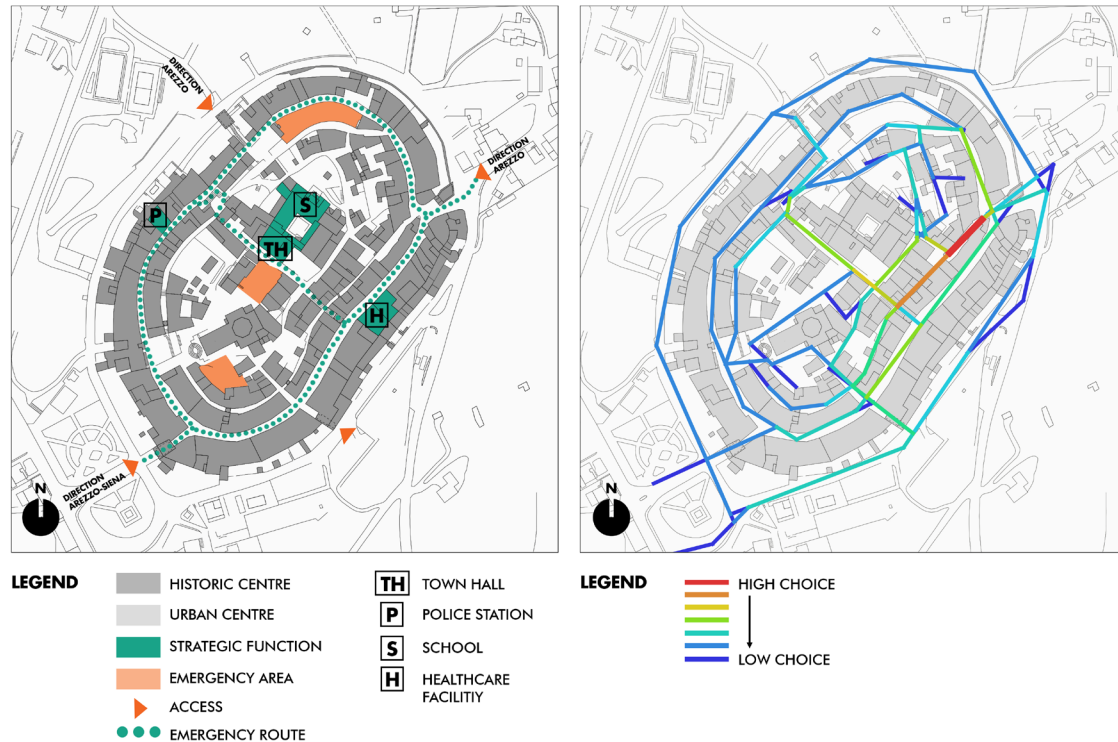 DIRECTION
AREZZO
DIRECTION
AREZZO
S
P
TH
H
DIRECTION
AREZZO-SIENA
N
N
LEGEND
HISTORIC CENTRE
URBAN CENTRE
STRATEGIC FUNCTION
EMERGENCY AREA
ACCESS
EMERGENCY ROUTE
TH TOWN HALL
P POLICE STATION
S SCHOOL
H HEALTHCARE
FACILITIY
LEGEND
HIGH CHOICE
LOW CHOICE